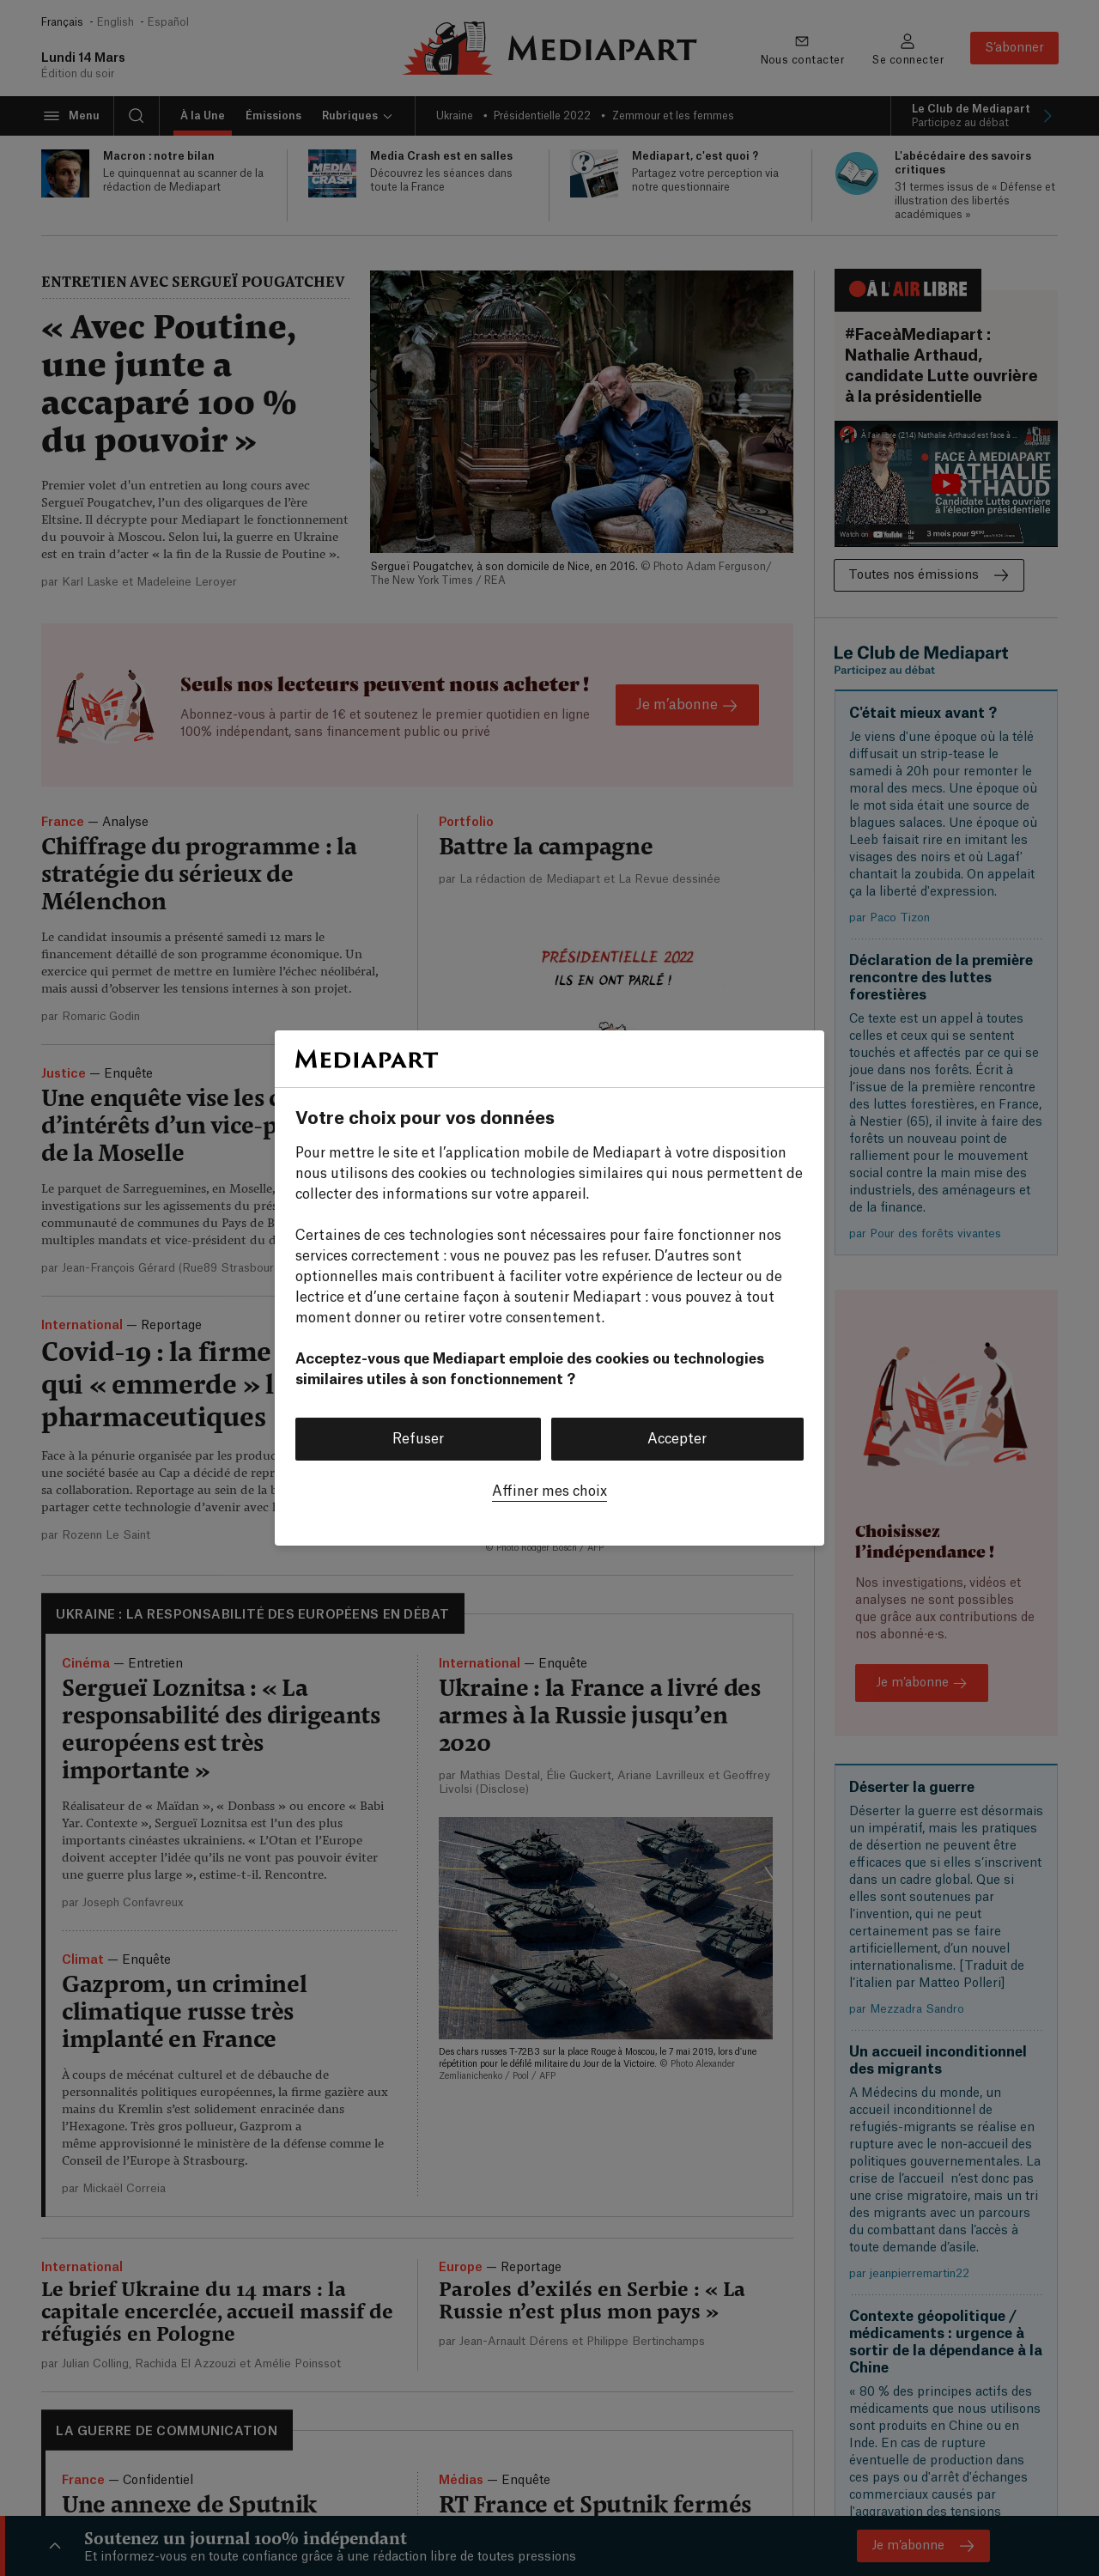 Français - English - Español
Lundi 14 Mars
Édition du soir
MEDIAPART
Nous contacter
Se connecter
S'abonner
Menu
À la Une
Émissions
Rubriques
Ukraine • Présidentielle 2022 • Zemmour et les femmes
Le Club de Mediapart
Participez au débat
Macron : notre bilan
Le quinquennat au scanner de la
rédaction de Mediapart
MEDIA
CRASH
Media Crash est en salles
Découvrez les séances dans
toute la France
Mediapart, c'est quoi ?
Partagez votre perception via
notre questionnaire
L'abécédaire des savoirs
critiques
31 termes issus de « Défense et
illustration des libertés
académiques »
ENTRETIEN AVEC SERGUEÏ POUGATCHEV
« Avec Poutine,
une junte a
accaparé 100 %
du pouvoir »
Premier volet d'un entretien au long cours avec
Sergueï Pougatchev, l'un des oligarques de l'ère
Eltsine. Il décrypte pour Mediapart le fonctionnement
du pouvoir à Moscou. Selon lui, la guerre en Ukraine
est en train d'acter « la fin de la Russie de Poutine ».
par Karl Laske et Madeleine Leroyer
Sergueï Pougatchev, à son domicile de Nice, en 2016. © Photo Adam Ferguson/
The New York Times / REA
À L'AIR LIBRE
#FaceàMediapart :
Nathalie Arthaud,
candidate Lutte ouvrière
à la présidentielle
À l'air libre (214) Nathalie Arthaud est face à ...
FACE À MEDIAPART
NATHALIE
ARTHAUD
Candidate Lutte ouvrière
à l'élection présidentielle
Watch on YouTube
3 mois pour 9€
Toutes nos émissions
Seuls nos lecteurs peuvent nous acheter !
Abonnez-vous à partir de 1€ et soutenez le premier quotidien en ligne
100% indépendant, sans financement public ou privé
Je m'abonne
Le Club de Mediapart
Participez au débat
C'était mieux avant ?
Je viens d'une époque où la télé
diffusait un strip-tease le
samedi à 20h pour remonter le
moral des mecs. Une époque où
le mot sida était une source de
blagues salaces. Une époque où
Leeb faisait rire en imitant les
visages des noirs et où Lagaf'
chantait la zoubida. On appelait
ça la liberté d'expression.
par Paco Tizon
Déclaration de la première
rencontre des luttes
forestières
Ce texte est un appel à toutes
celles et ceux qui se sentent
touchés et affectés par ce qui se
joue dans nos forêts. Écrit à
l'issue de la première rencontre
des luttes forestières, en France,
à Nestier (65), il invite à faire des
forêts un nouveau point de
ralliement pour le mouvement
social contre la main mise des
industriels, des aménageurs et
de la finance.
par Pour des forêts vivantes
France — Analyse
Chiffrage du programme : la
stratégie du sérieux de
Mélenchon
Le candidat insoumis a présenté samedi 12 mars le
financement détaillé de son programme économique. Un
exercice qui permet de mettre en lumière l'échec néolibéral,
mais aussi d'observer les tensions internes à son projet.
par Romaric Godin
Portfolio
Battre la campagne
par La rédaction de Mediapart et La Revue dessinée
PRÉSIDENTIELLE 2022
ILS EN ONT PARLÉ !
Justice — Enquête
Une enquête vise les
d'intérêts d'un vice-p
de la Moselle
Le parquet de Sarreguemines, en Moselle,
investigations sur les agissements du prés
communauté de communes du Pays de B
multiples mandats et vice-président du d
par Jean-François Gérard (Rue89 Strasbour
International — Reportage
Covid-19 : la firme
qui « emmerde » l
pharmaceutiques
Face à la pénurie organisée par les produc
une société basée au Cap a décidé de repr
sa collaboration. Reportage au sein de la b
partager cette technologie d'avenir avec
par Rozenn Le Saint
© Photo Rodger Bosch / AFP
MEDIAPART
Votre choix pour vos données
Pour mettre le site et l'application mobile de Mediapart à votre disposition
nous utilisons des cookies ou technologies similaires qui nous permettent de
collecter des informations sur votre appareil.
Certaines de ces technologies sont nécessaires pour faire fonctionner nos
services correctement : vous ne pouvez pas les refuser. D'autres sont
optionnelles mais contribuent à faciliter votre expérience de lecteur ou de
lectrice et d'une certaine façon à soutenir Mediapart : vous pouvez à tout
moment donner ou retirer votre consentement.
Acceptez-vous que Mediapart emploie des cookies ou technologies
similaires utiles à son fonctionnement ?
Refuser
Accepter
Affiner mes choix
Choisissez
l'indépendance !
Nos investigations, vidéos et
analyses ne sont possibles
que grâce aux contributions de
nos abonné·e·s.
Je m'abonne
UKRAINE : LA RESPONSABILITÉ DES EUROPÉENS EN DÉBAT
Cinéma — Entretien
Sergueï Loznitsa : « La
responsabilité des dirigeants
européens est très
importante »
Réalisateur de « Maïdan », « Donbass » ou encore « Babi
Yar. Contexte », Sergueï Loznitsa est l'un des plus
importants cinéastes ukrainiens. « L'Otan et l'Europe
doivent accepter l'idée qu'ils ne vont pas pouvoir éviter
une guerre plus large », estime-t-il. Rencontre.
par Joseph Confavreux
Climat — Enquête
Gazprom, un criminel
climatique russe très
implanté en France
À coups de mécénat culturel et de débauche de
personnalités politiques européennes, la firme gazière aux
mains du Kremlin s'est solidement enracinée dans
l'Hexagone. Très gros pollueur, Gazprom a
même approvisionné le ministère de la défense comme le
Conseil de l'Europe à Strasbourg.
par Mickaël Correia
International — Enquête
Ukraine : la France a livré des
armes à la Russie jusqu'en
2020
par Mathias Destal, Élie Guckert, Ariane Lavrilleux et Geoffrey
Livolsi (Disclose)
Des chars russes T-72B3 sur la place Rouge à Moscou, le 7 mai 2019, lors d'une
répétition pour le défilé militaire du Jour de la Victoire. © Photo Alexander
Zemlianichenko / Pool / AFP
Déserter la guerre
Déserter la guerre est désormais
un impératif, mais les pratiques
de désertion ne peuvent être
efficaces que si elles s'inscrivent
dans un cadre global. Que si
elles sont soutenues par
l'invention, qui ne peut
certainement pas se faire
artificiellement, d'un nouvel
internationalisme. [Traduit de
l'italien par Matteo Polleri]
par Mezzadra Sandro
Un accueil inconditionnel
des migrants
A Médecins du monde, un
accueil inconditionnel de
refugiés-migrants se réalise en
rupture avec le non-accueil des
politiques gouvernementales. La
crise de l'accueil n'est donc pas
une crise migratoire, mais un tri
des migrants avec un parcours
du combattant dans l'accès à
toute demande d'asile.
par jeanpierremartin22
Contexte géopolitique /
médicaments : urgence à
sortir de la dépendance à la
Chine
« 80 % des principes actifs des
médicaments que nous utilisons
sont produits en Chine ou en
Inde. En cas de rupture
éventuelle de production dans
ces pays ou d'arrêt d'échanges
commerciaux causés par
l'aggravation des tensions
International
Le brief Ukraine du 14 mars : la
capitale encerclée, accueil massif de
réfugiés en Pologne
par Julian Colling, Rachida El Azzouzi et Amélie Poinssot
Europe — Reportage
Paroles d'exilés en Serbie : « La
Russie n'est plus mon pays »
par Jean-Arnault Dérens et Philippe Bertinchamps
LA GUERRE DE COMMUNICATION
France — Confidentiel
Une annexe de Sputnik
Médias — Enquête
RT France et Sputnik fermés
Soutenez un journal 100% indépendant
Et informez-vous en toute confiance grâce à une rédaction libre de toutes pressions
Je m'abonne